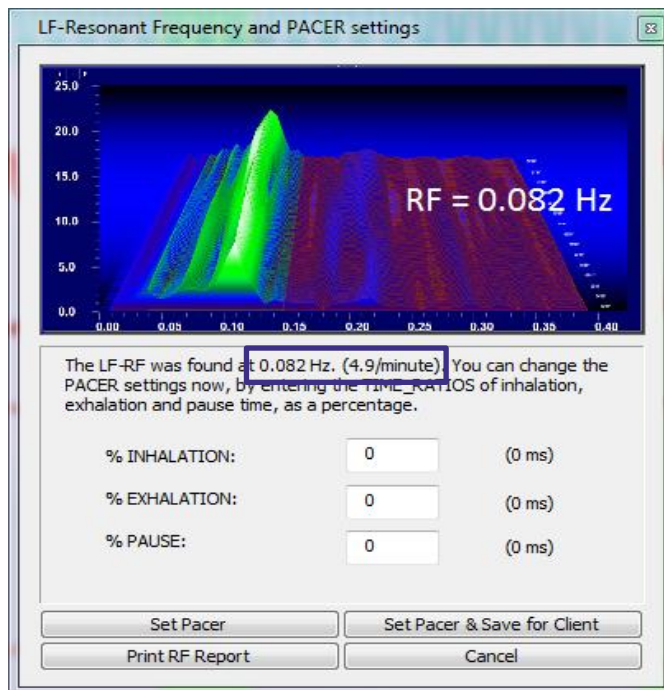 LF-Resonant Frequency and PACER settings
25.0
20.0
15.0
10.0
5.0
0.0
RF = 0.082 Hz
0.00 0.05 0.10 0.15 0.20 0.25 0.30 0.35 0.40
The LF-RF was found at 0.082 Hz. (4.9/minute). You can change the
PACER settings now, by entering the TIME_RATIOS of inhalation,
exhalation and pause time, as a percentage.
% INHALATION: 0 (0 ms)
% EXHALATION: 0 (0 ms)
% PAUSE: 0 (0 ms)
Set Pacer Set Pacer & Save for Client
Print RF Report Cancel